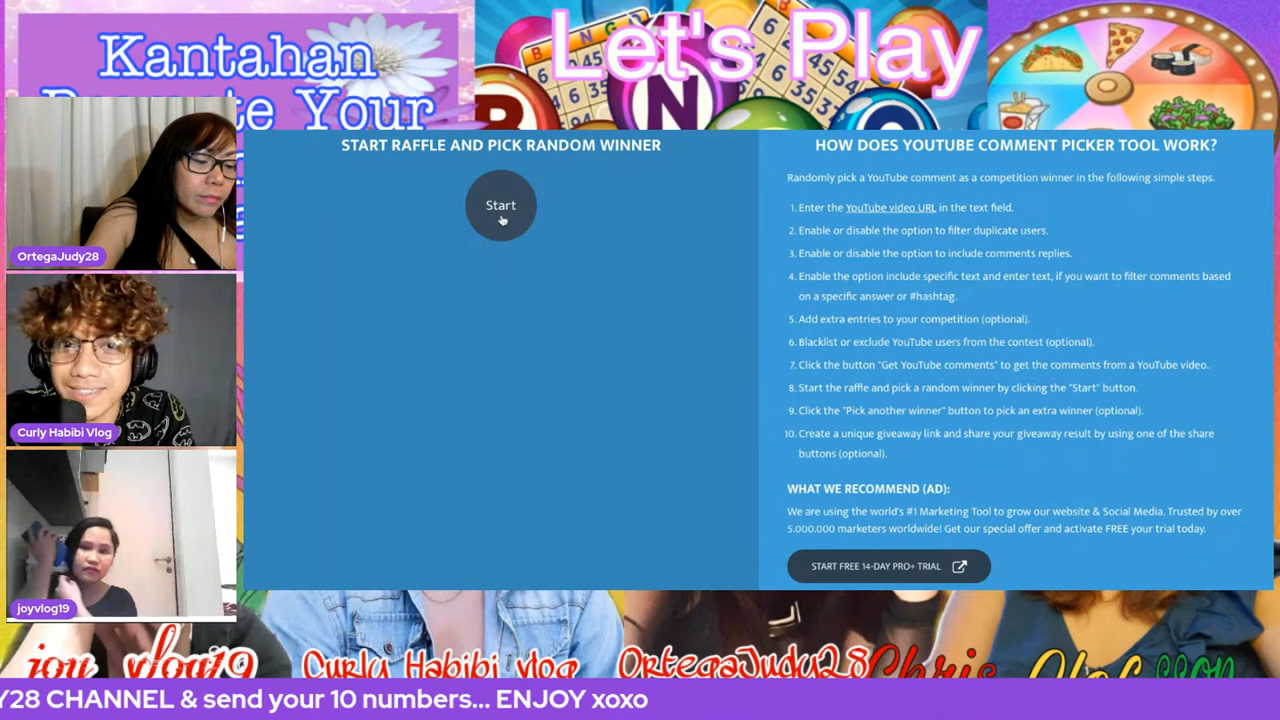 Kantahan
Let's Play
B I N G
te Your
N
START RAFFLE AND PICK RANDOM WINNER
Start
OrtegaJudy28
Curly Habibi Vlog
joyvlog19
HOW DOES YOUTUBE COMMENT PICKER TOOL WORK?
Randomly pick a YouTube comment as a competition winner in the following simple steps.
1. Enter the YouTube video URL in the text field.
2. Enable or disable the option to filter duplicate users.
3. Enable or disable the option to include comments replies.
4. Enable the option include specific text and enter text, if you want to filter comments based
on a specific answer or #hashtag.
5. Add extra entries to your competition (optional).
6. Blacklist or exclude YouTube users from the contest (optional).
7. Click the button "Get YouTube comments" to get the comments from a YouTube video.
8. Start the raffle and pick a random winner by clicking the "Start" button.
9. Click the "Pick another winner" button to pick an extra winner (optional).
10. Create a unique giveaway link and share your giveaway result by using one of the share
buttons (optional).
WHAT WE RECOMMEND (AD):
We are using the world's #1 Marketing Tool to grow our website & Social Media. Trusted by over
5.000.000 marketers worldwide! Get our special offer and activate FREE your trial today.
START FREE 14-DAY PRO+ TRIAL
joy vlog19
Curly Habibi vlog
OrtegaJudy28
Chris
Y28 CHANNEL & send your 10 numbers... ENJOY xoxo